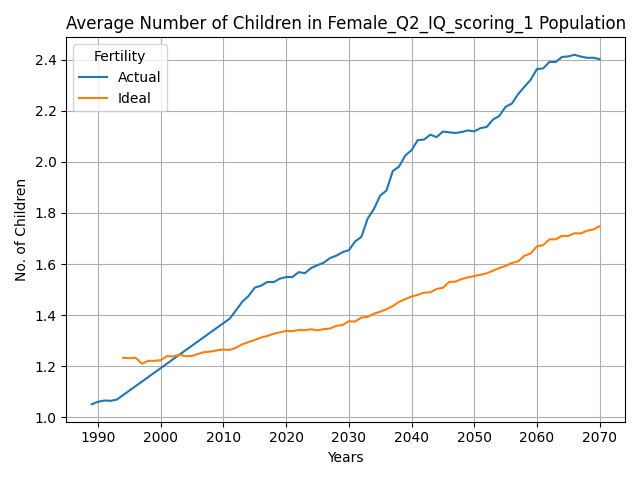 Average Number of Children in Female_Q2_IQ_scoring_1 Population
Fertility
Actual
Ideal
No. of Children
2.4
2.2
2.0
1.8
1.6
1.4
1.2
1.0
1990 2000 2010 2020 2030 2040 2050 2060 2070
Years